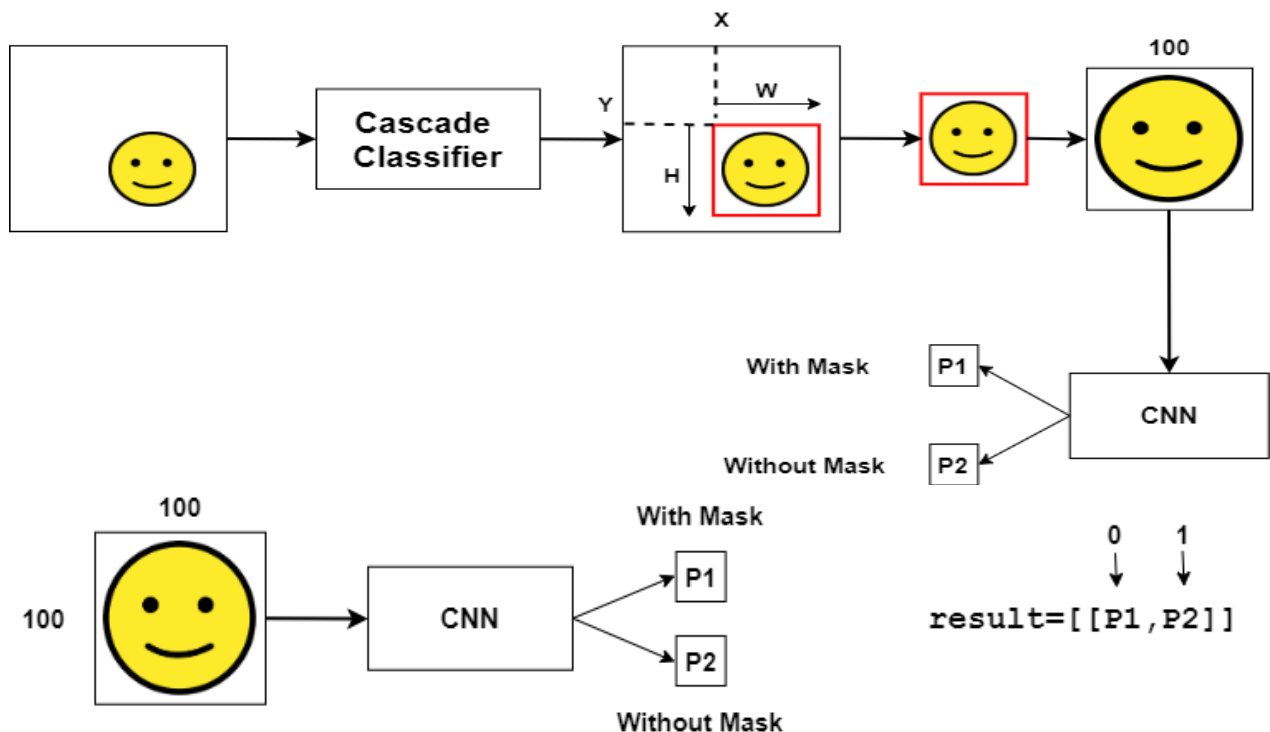 X
100
Y
W
Cascade
Classifier
H
With Mask
P1
CNN
Without Mask
P2
100
With Mask
0 1
P1
100
CNN
result=[[P1,P2]]
P2
Without Mask